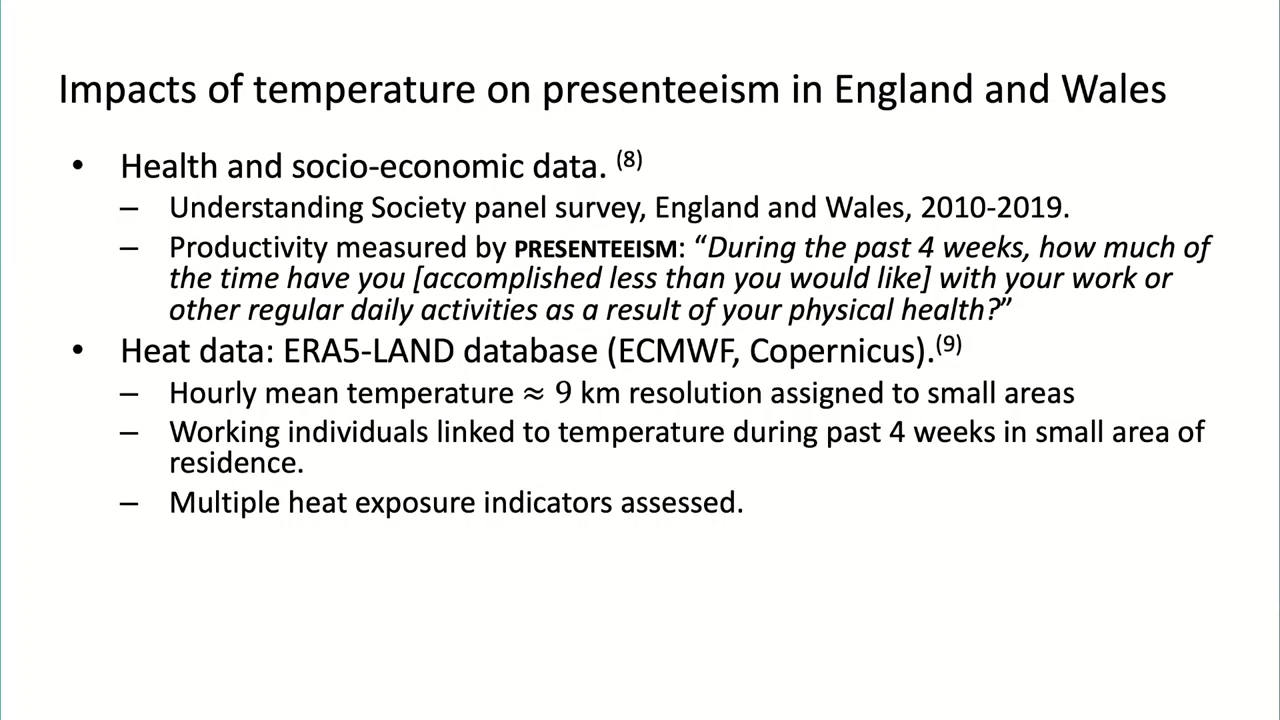 Impacts of temperature on presenteeism in England and Wales
• Health and socio-economic data. (8)
– Understanding Society panel survey, England and Wales, 2010-2019.
– Productivity measured by PRESENTEEISM: “During the past 4 weeks, how much of
the time have you [accomplished less than you would like] with your work or
other regular daily activities as a result of your physical health?”
• Heat data: ERA5-LAND database (ECMWF, Copernicus).(9)
– Hourly mean temperature ≈ 9 km resolution assigned to small areas
– Working individuals linked to temperature during past 4 weeks in small area of
residence.
– Multiple heat exposure indicators assessed.